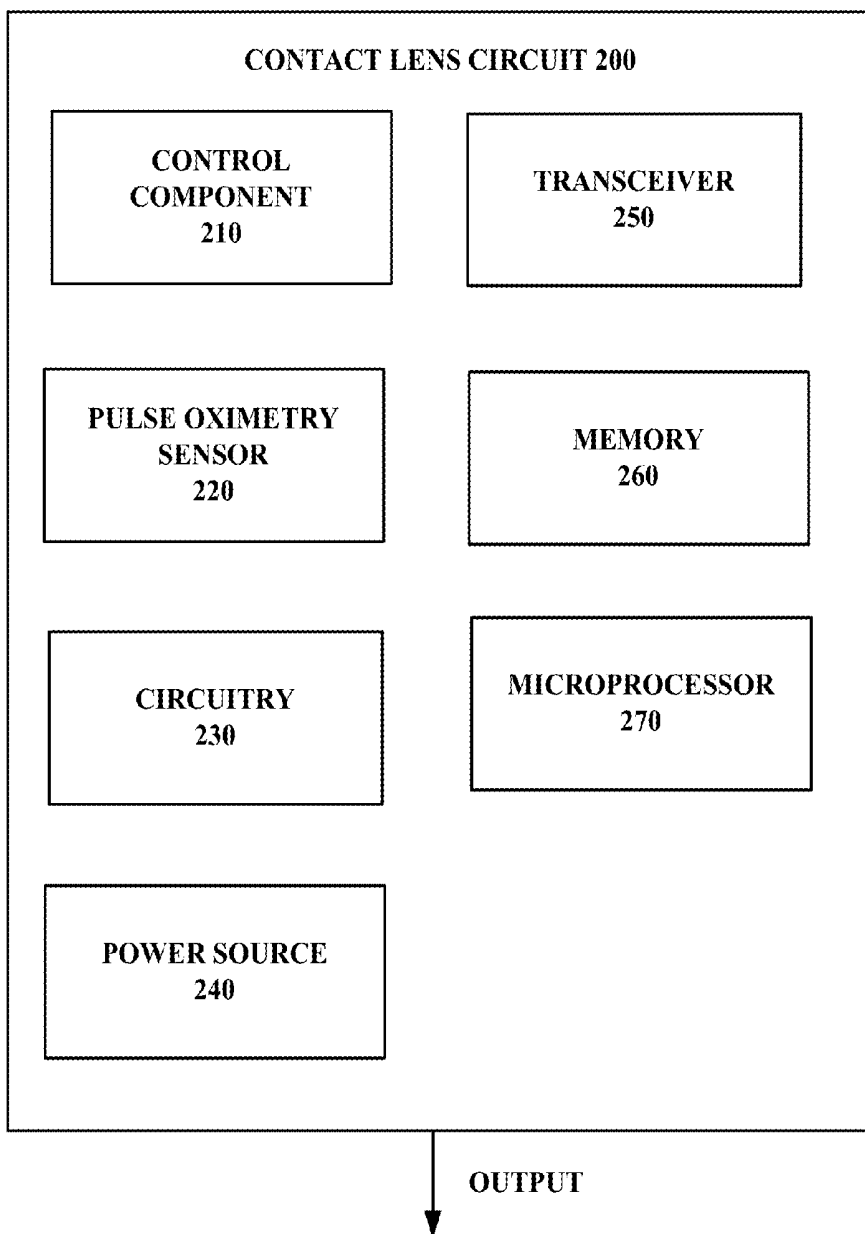 CONTACT LENS CIRCUIT 200
CONTROL
COMPONENT
210
TRANSCEIVER
250
PULSE OXIMETRY
SENSOR
220
MEMORY
260
CIRCUITRY
230
MICROPROCESSOR
270
POWER SOURCE
240
OUTPUT